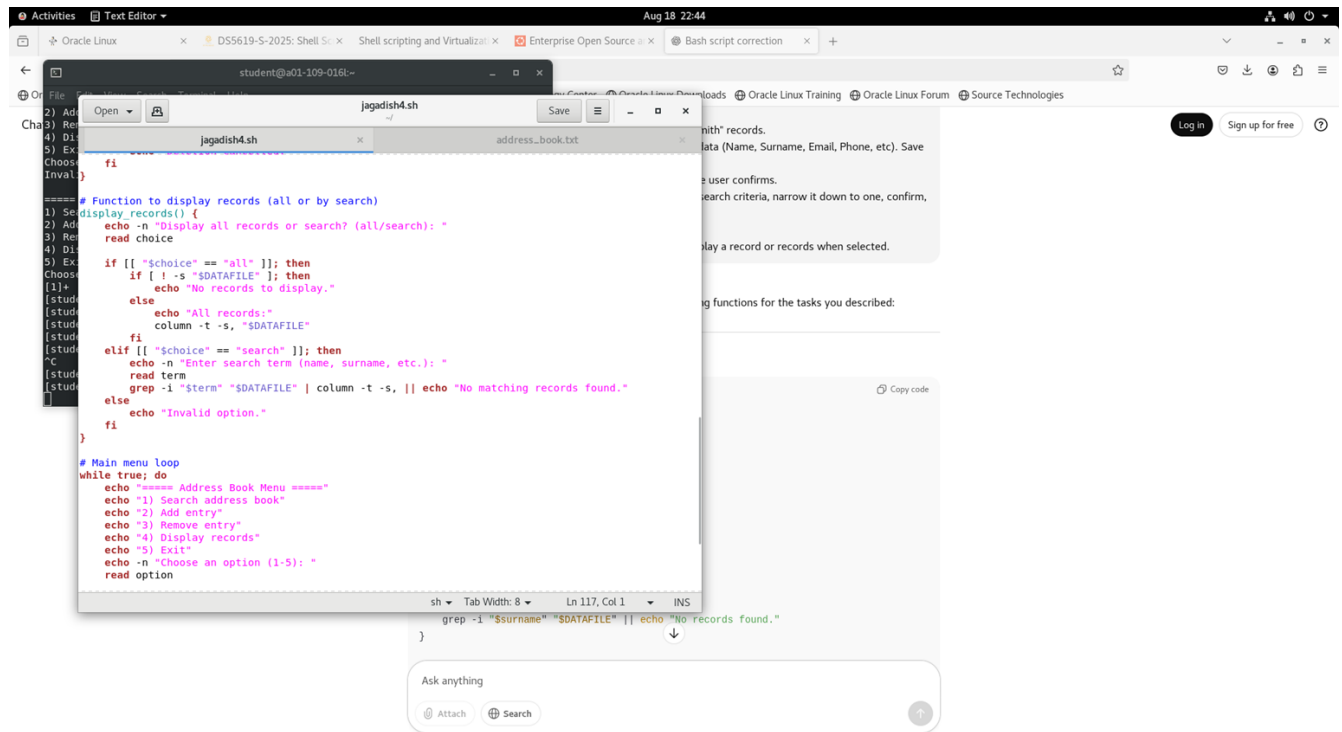 Activities Text Editor Aug 18 22:44
Oracle Linux DS5619-S-2025: Shell Sc Shell scripting and Virtualizat Enterprise Open Source a Bash script correction
student@a01-109-016l:~
Oracle Linux Training Oracle Linux Forum Source Technologies
Open jagadish4.sh Save
~/
jagadish4.sh address_book.txt
Log in Sign up for free
2) Ad
3) Re
4) Di
5) Ex
Choos
Inval
=====
1) Se
2) Ad
3) Re
4) Di
5) Ex
Choos
[1]+
[stud
[stud
[stud
[stud
[stud
^C
[stud
[stud
fi
}
# Function to display records (all or by search)
display_records() {
echo -n "Display all records or search? (all/search): "
read choice
if [[ "$choice" == "all" ]]; then
if [ ! -s "$DATAFILE" ]; then
echo "No records to display."
else
echo "All records:"
column -t -s, "$DATAFILE"
fi
elif [[ "$choice" == "search" ]]; then
echo -n "Enter search term (name, surname, etc.): "
read term
grep -i "$term" "$DATAFILE" | column -t -s, || echo "No matching records found."
else
echo "Invalid option."
fi
}
# Main menu loop
while true; do
echo "===== Address Book Menu ====="
echo "1) Search address book"
echo "2) Add entry"
echo "3) Remove entry"
echo "4) Display records"
echo "5) Exit"
echo -n "Choose an option (1-5): "
read option
sh Tab Width: 8 Ln 117, Col 1 INS
mith" records.
data (Name, Surname, Email, Phone, etc). Save
e user confirms.
search criteria, narrow it down to one, confirm,
play a record or records when selected.
ng functions for the tasks you described:
Copy code
grep -i "$surname" "$DATAFILE" || echo "No records found."
}
Ask anything
Attach Search